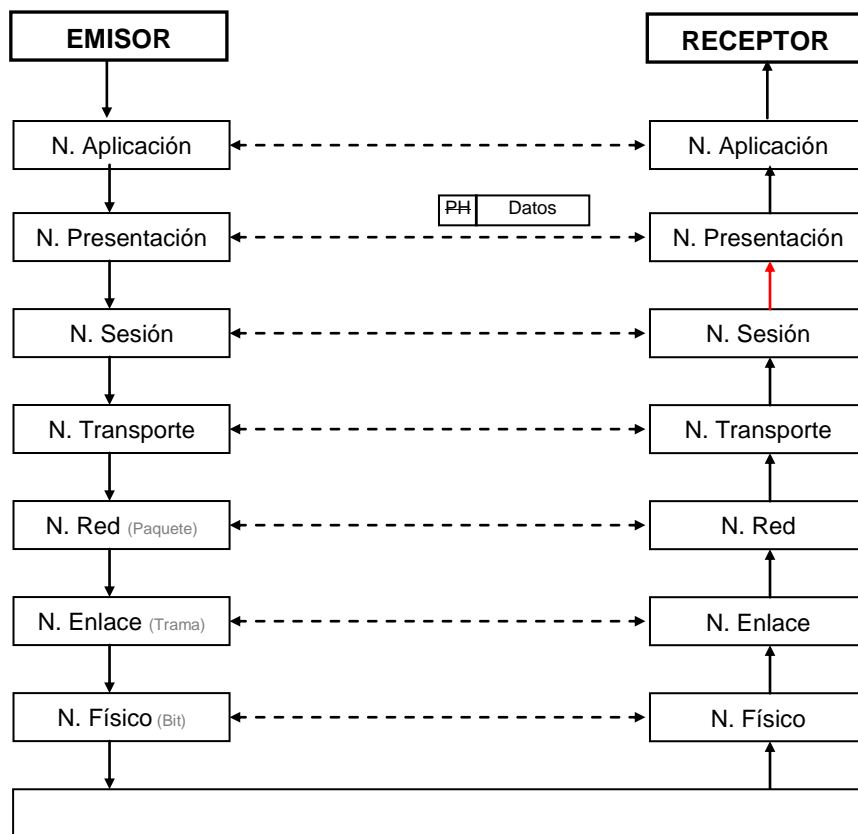 EMISOR
RECEPTOR
N. Aplicación
N. Aplicación
PH Datos
N. Presentación
N. Presentación
N. Sesión
N. Sesión
N. Transporte
N. Transporte
N. Red (Paquete)
N. Red
N. Enlace (Trama)
N. Enlace
N. Físico (Bit)
N. Físico